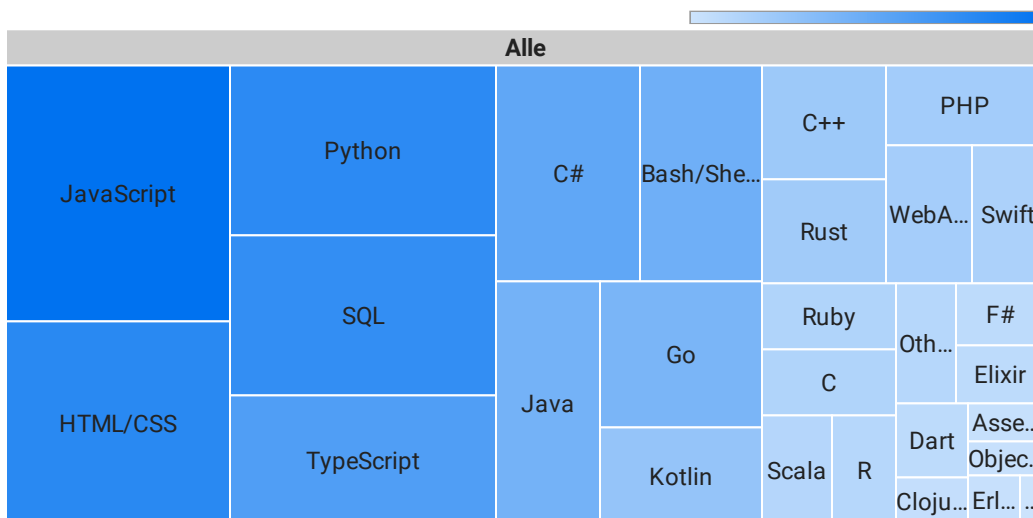 Alle
JavaScript
HTML/CSS
Python
SQL
TypeScript
C#
Bash/She...
Java
Go
Kotlin
C++
PHP
Rust
WebA...
Swift
Ruby
C
Scala
R
Oth...
F#
Elixir
Dart
Asse...
Objec...
Cloju...
Erl...
...